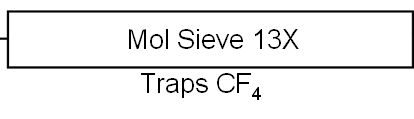 Mol Sieve 13X
Traps CF₄